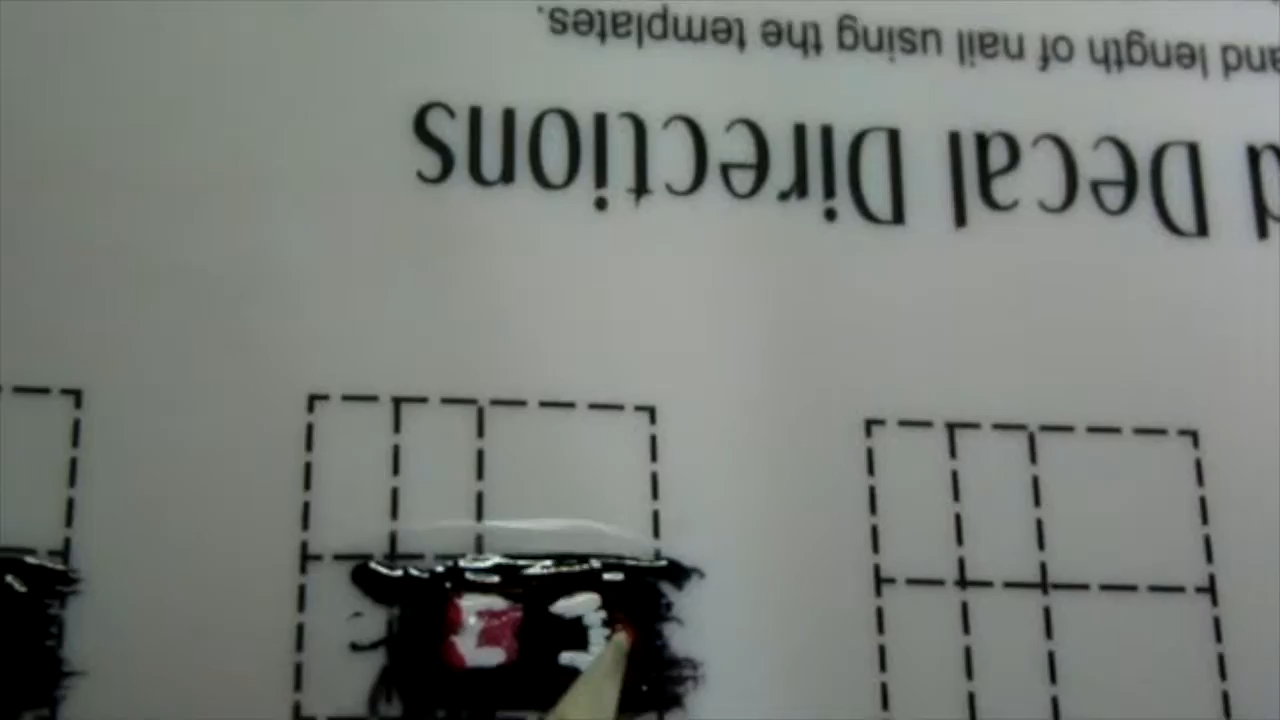 d Decal Directions
and length of nail using the templates.